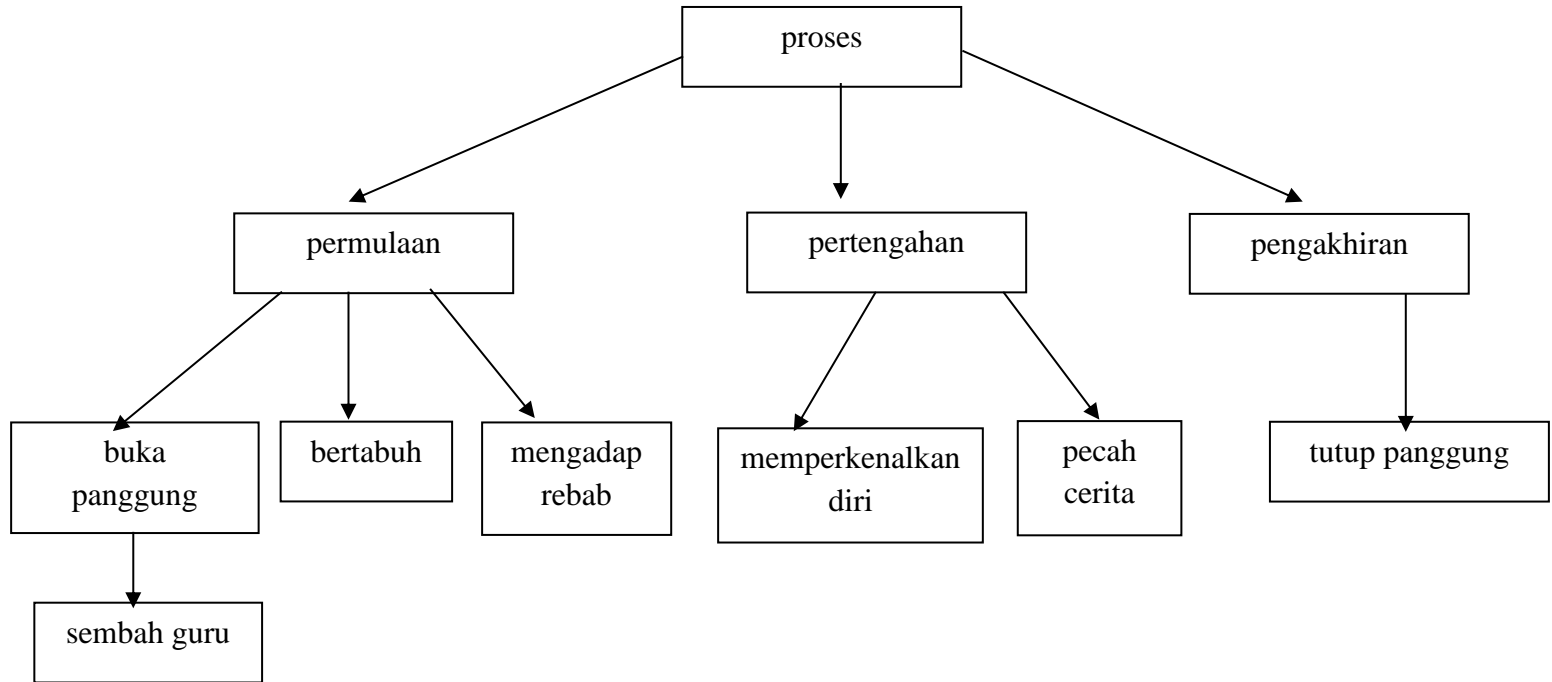 proses
permulaan
pertengahan
pengakhiran
buka
panggung
bertabuh
mengadap
rebab
memperkenalkan
diri
pecah
cerita
tutup panggung
sembah guru